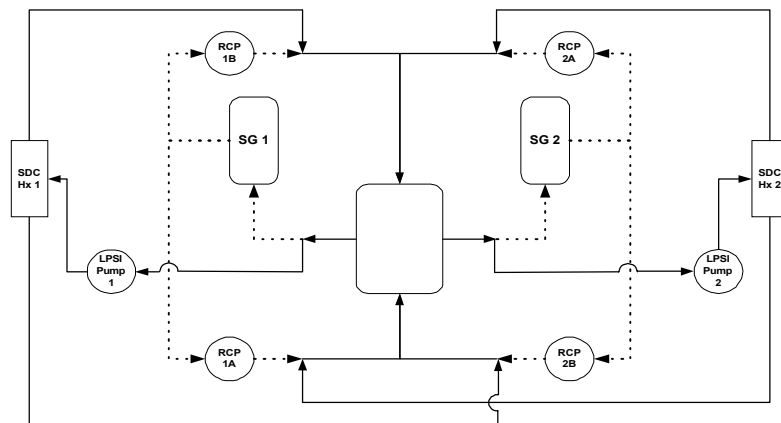 RCP
1B
RCP
2A
SG 1
SG 2
SDC
Hx 1
SDC
Hx 2
LPSI
Pump
1
LPSI
Pump
2
RCP
1A
RCP
2B